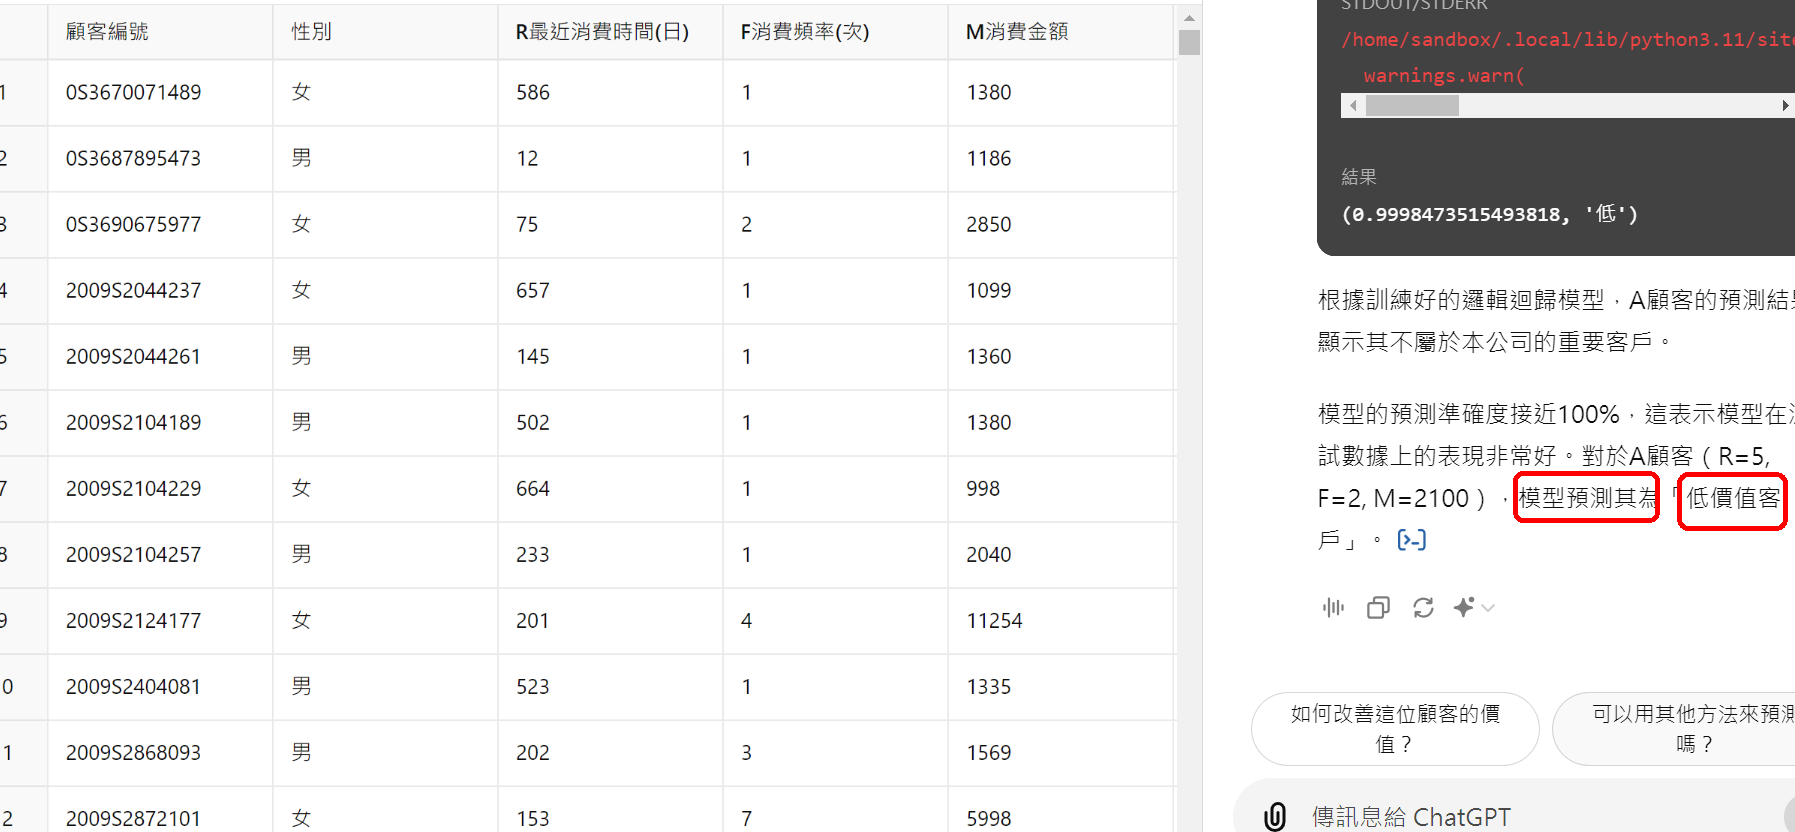 顧客編號 性別 R最近消費時間(日) F消費頻率(次) M消費金額
1 0S3670071489 女 586 1 1380
2 0S3687895473 男 12 1 1186
3 0S3690675977 女 75 2 2850
4 2009S2044237 女 657 1 1099
5 2009S2044261 男 145 1 1360
6 2009S2104189 男 502 1 1380
7 2009S2104229 女 664 1 998
8 2009S2104257 男 233 1 2040
9 2009S2124177 女 201 4 11254
0 2009S2404081 男 523 1 1335
1 2009S2868093 男 202 3 1569
2 2009S2872101 女 153 7 5998
STDOUT/STDERR
/home/sandbox/.local/lib/python3.11/site
warnings.warn(
結果
(0.9998473515493818, '低')
根據訓練好的邏輯迴歸模型，A顧客的預測結果
顯示其不屬於本公司的重要客戶。
模型的預測準確度接近100%，這表示模型在測
試數據上的表現非常好。對於A顧客（R=5,
F=2, M=2100），模型預測其為「低價值客
戶」。
如何改善這位顧客的價
值？
可以用其他方法來預測
嗎？
傳訊息給 ChatGPT